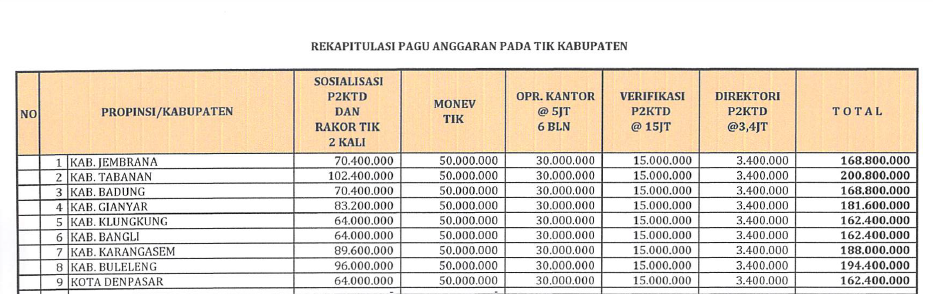 REKAPITULASI PAGU ANGGARAN PADA TIK KABUPATEN
NO PROPINSI/KABUPATEN SOSIALISASI P2KTD DAN RAKOR TIK 2 KALI MONEV TIK OPR. KANTOR @ 5JT 6 BLN VERIFIKASI P2KTD @ 15JT DIREKTORI P2KTD @3,4JT T O T A L
1 KAB. JEMBRANA 70.400.000 50.000.000 30.000.000 15.000.000 3.400.000 168.800.000
2 KAB. TABANAN 102.400.000 50.000.000 30.000.000 15.000.000 3.400.000 200.800.000
3 KAB. BADUNG 70.400.000 50.000.000 30.000.000 15.000.000 3.400.000 168.800.000
4 KAB. GIANYAR 83.200.000 50.000.000 30.000.000 15.000.000 3.400.000 181.600.000
5 KAB. KLUNGKUNG 64.000.000 50.000.000 30.000.000 15.000.000 3.400.000 162.400.000
6 KAB. BANGLI 64.000.000 50.000.000 30.000.000 15.000.000 3.400.000 162.400.000
7 KAB. KARANGASEM 89.600.000 50.000.000 30.000.000 15.000.000 3.400.000 188.000.000
8 KAB. BULELENG 96.000.000 50.000.000 30.000.000 15.000.000 3.400.000 194.400.000
9 KOTA DENPASAR 64.000.000 50.000.000 30.000.000 15.000.000 3.400.000 162.400.000